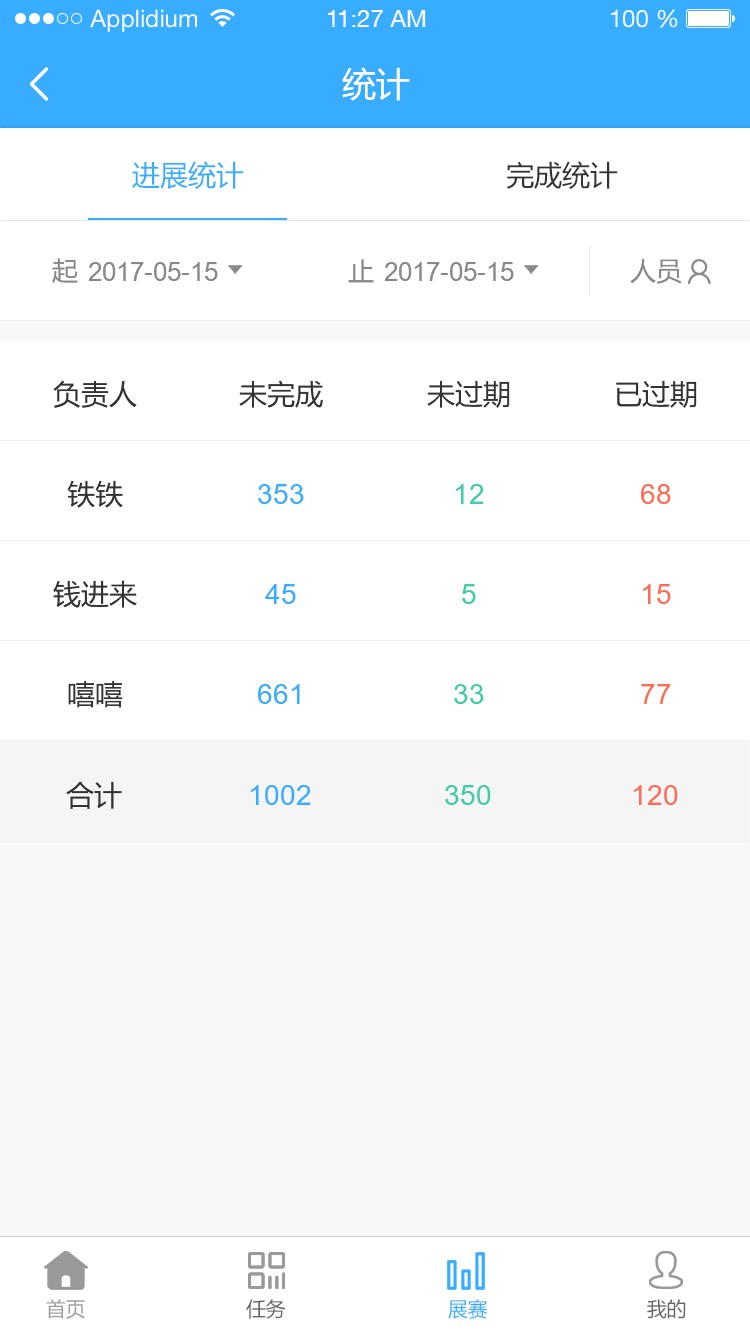 Applidium 11:27 AM 100 %
统计
进展统计 完成统计
起 2017-05-15 止 2017-05-15 人员
负责人 未完成 未过期 已过期
铁铁 353 12 68
钱进来 45 5 15
嘻嘻 661 33 77
合计 1002 350 120
首页 任务 展赛 我的